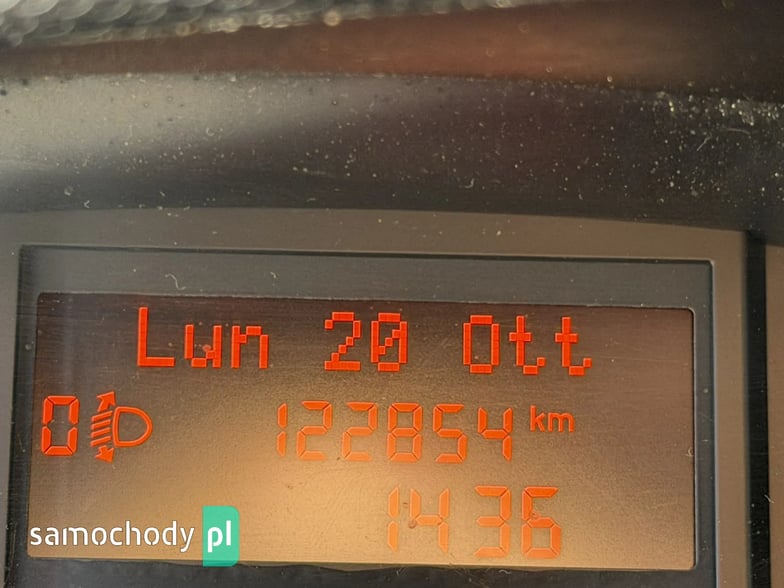 Lun 20 Ott
0 122854 km
14 36
samochody pl